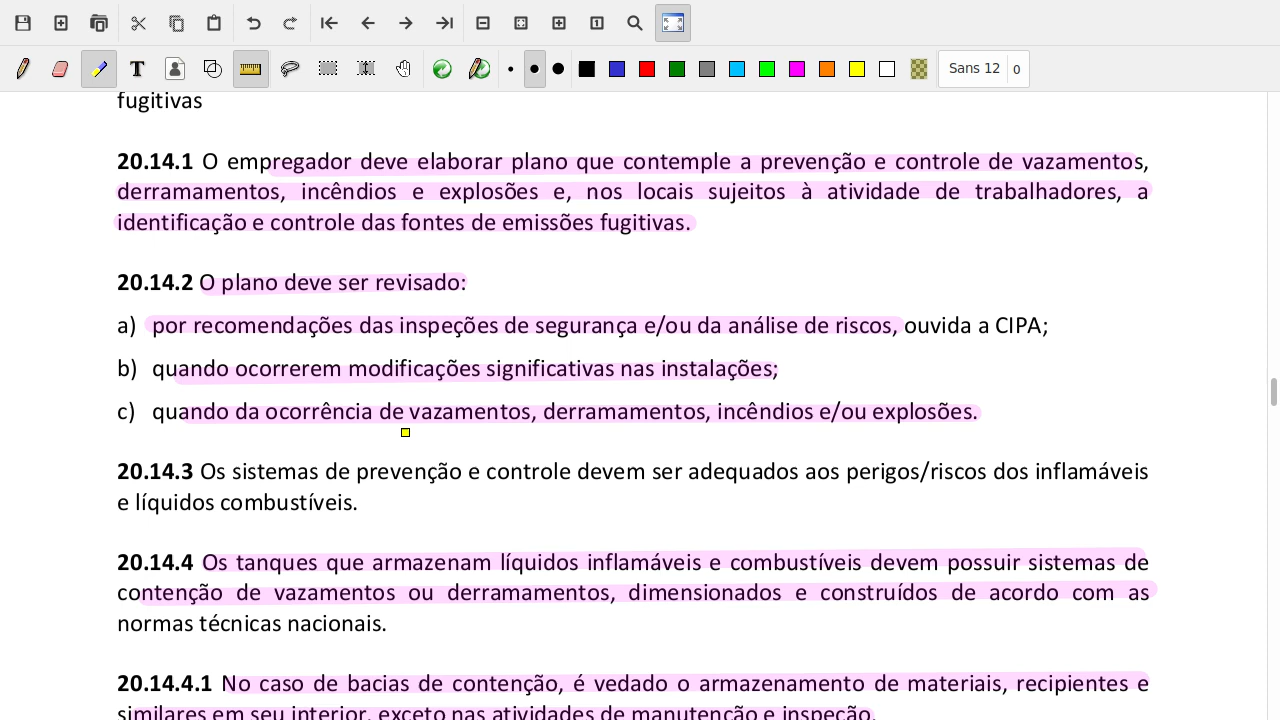 Sans 12 0
fugitivas
20.14.1 O empregador deve elaborar plano que contemple a prevenção e controle de vazamentos,
derramamentos, incêndios e explosões e, nos locais sujeitos à atividade de trabalhadores, a
identificação e controle das fontes de emissões fugitivas.
20.14.2 O plano deve ser revisado:
a) por recomendações das inspeções de segurança e/ou da análise de riscos, ouvida a CIPA;
b) quando ocorrerem modificações significativas nas instalações;
c) quando da ocorrência de vazamentos, derramamentos, incêndios e/ou explosões.
20.14.3 Os sistemas de prevenção e controle devem ser adequados aos perigos/riscos dos inflamáveis
e líquidos combustíveis.
20.14.4 Os tanques que armazenam líquidos inflamáveis e combustíveis devem possuir sistemas de
contenção de vazamentos ou derramamentos, dimensionados e construídos de acordo com as
normas técnicas nacionais.
20.14.4.1 No caso de bacias de contenção, é vedado o armazenamento de materiais, recipientes e
similares em seu interior, exceto nas atividades de manutenção e inspeção.